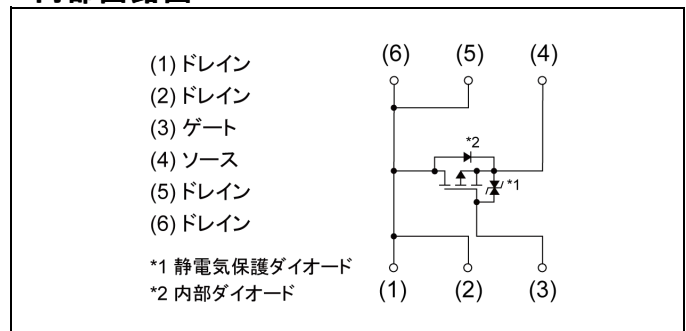 (1) ドレイン
(2) ドレイン
(3) ゲート
(4) ソース
(5) ドレイン
(6) ドレイン
*1 静電気保護ダイオード
*2 内部ダイオード
(6) (5) (4)
*2
*1
(1) (2) (3)